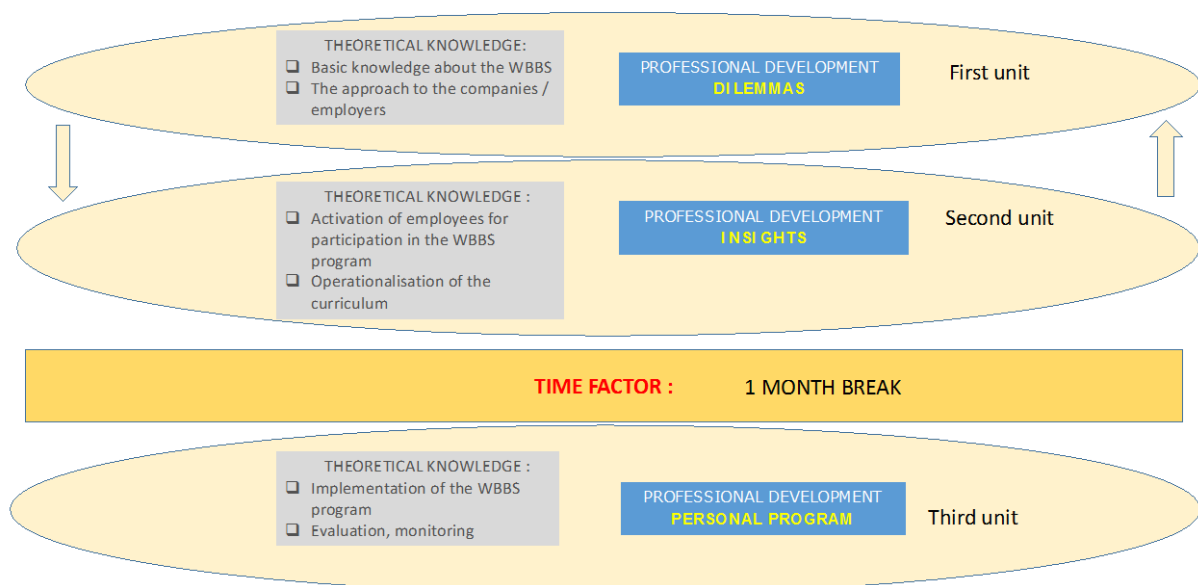 THEORETICAL KNOWLEDGE:
Basic knowledge about the WBBS
The approach to the companies /
employers
PROFESSIONAL DEVELOPMENT
DILEMMAS
First unit
THEORETICAL KNOWLEDGE :
Activation of employees for
participation in the WBBS
program
Operationalisation of the
curriculum
PROFESSIONAL DEVELOPMENT
INSIGHTS
Second unit
TIME FACTOR : 1 MONTH BREAK
THEORETICAL KNOWLEDGE :
Implementation of the WBBS
program
Evaluation, monitoring
PROFESSIONAL DEVELOPMENT
PERSONAL PROGRAM
Third unit